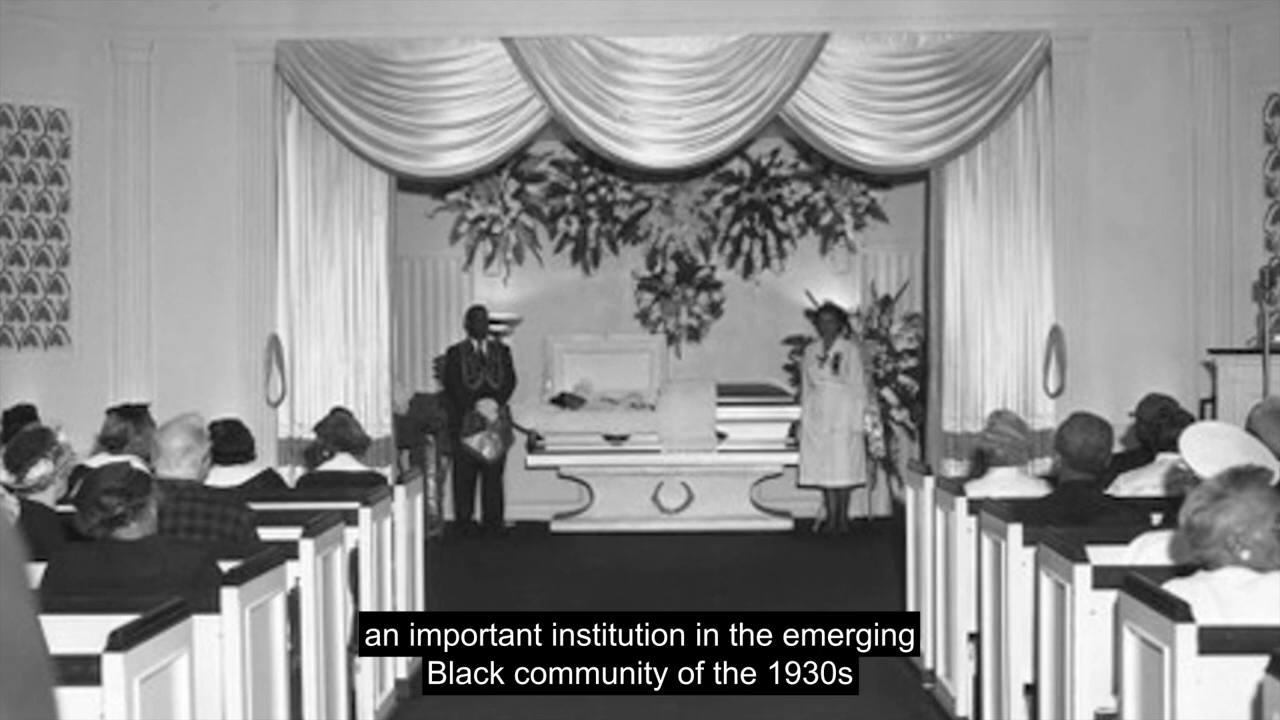 an important institution in the emerging
Black community of the 1930s